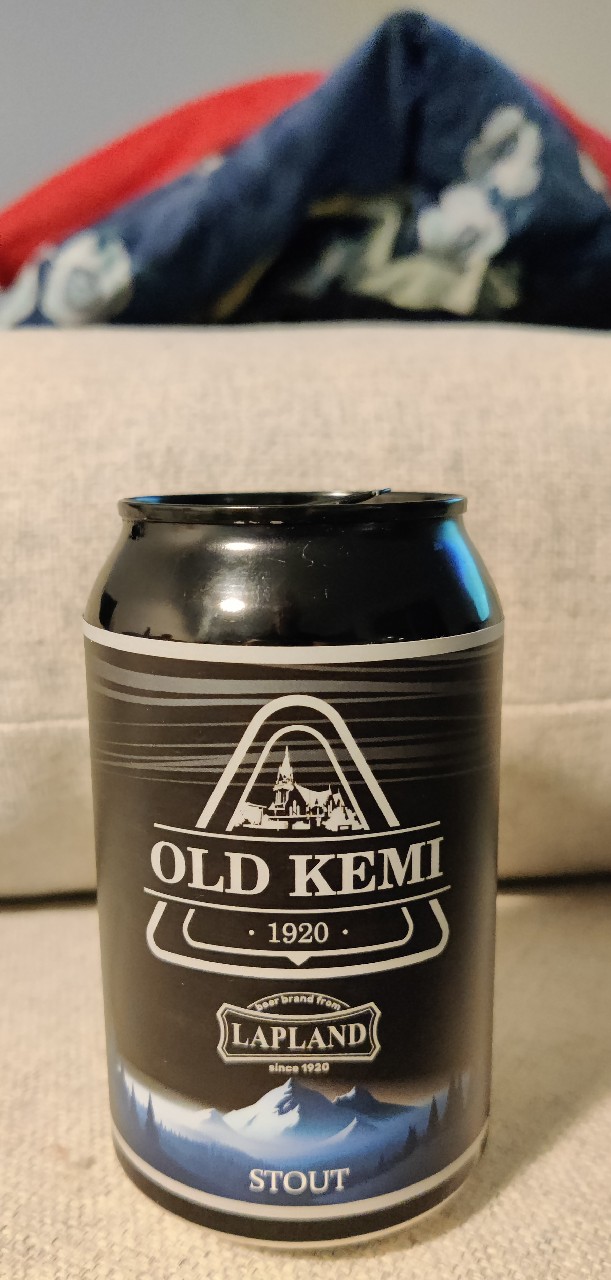 OLD KEMI
· 1920 ·
beer brand from
LAPLAND
since 1920
STOUT